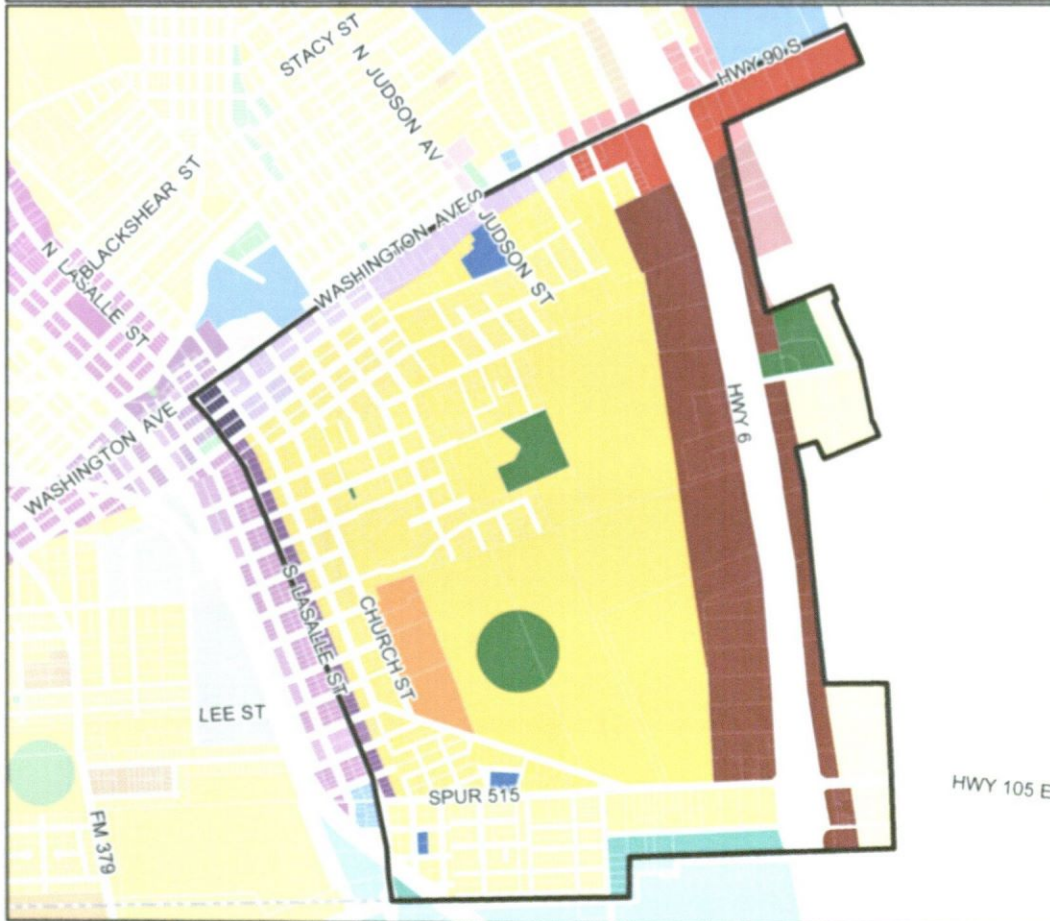 STACY ST
N JUDSON AV
HWY 90 S
BLACKSHEAR ST
N LASALLE ST
WASHINGTON AVE
S JUDSON ST
WASHINGTON AVE
HWY 6
S LASALLE ST
CHURCH ST
LEE ST
SPUR 515
HWY 105 E
FM 379